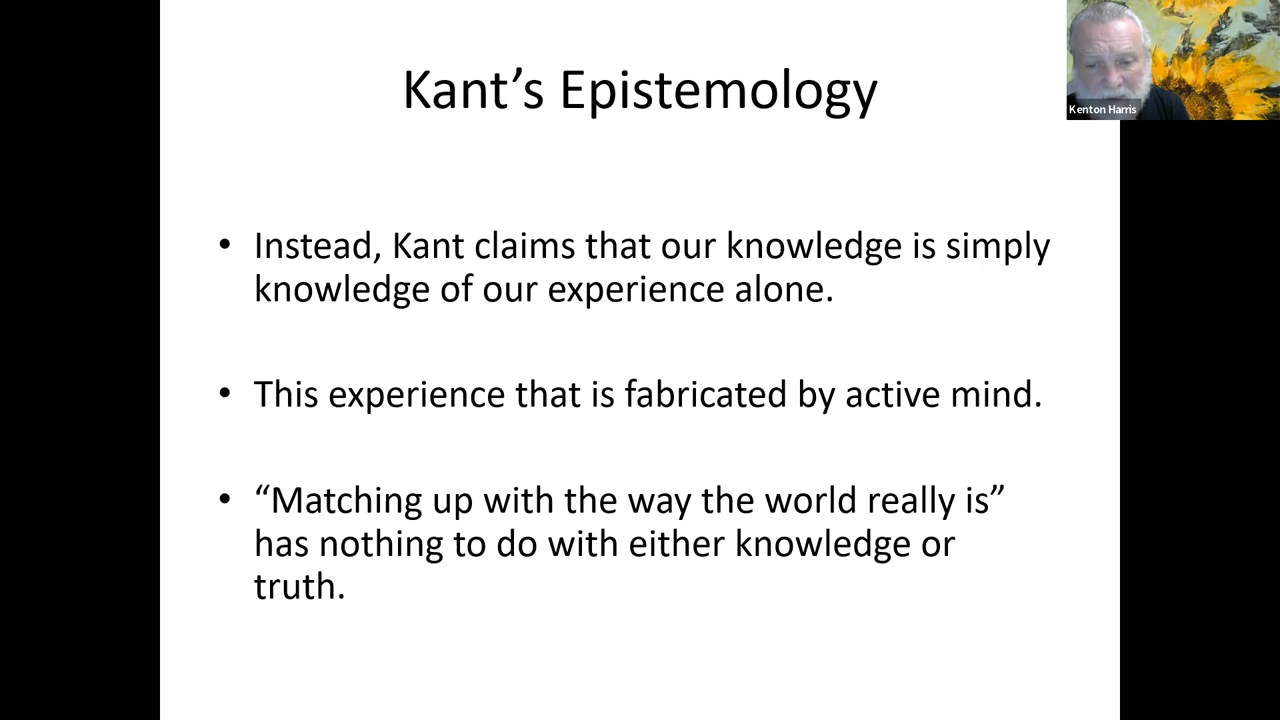 Kant’s Epistemology
Kenton Harris
• Instead, Kant claims that our knowledge is simply
knowledge of our experience alone.
• This experience that is fabricated by active mind.
• “Matching up with the way the world really is”
has nothing to do with either knowledge or
truth.